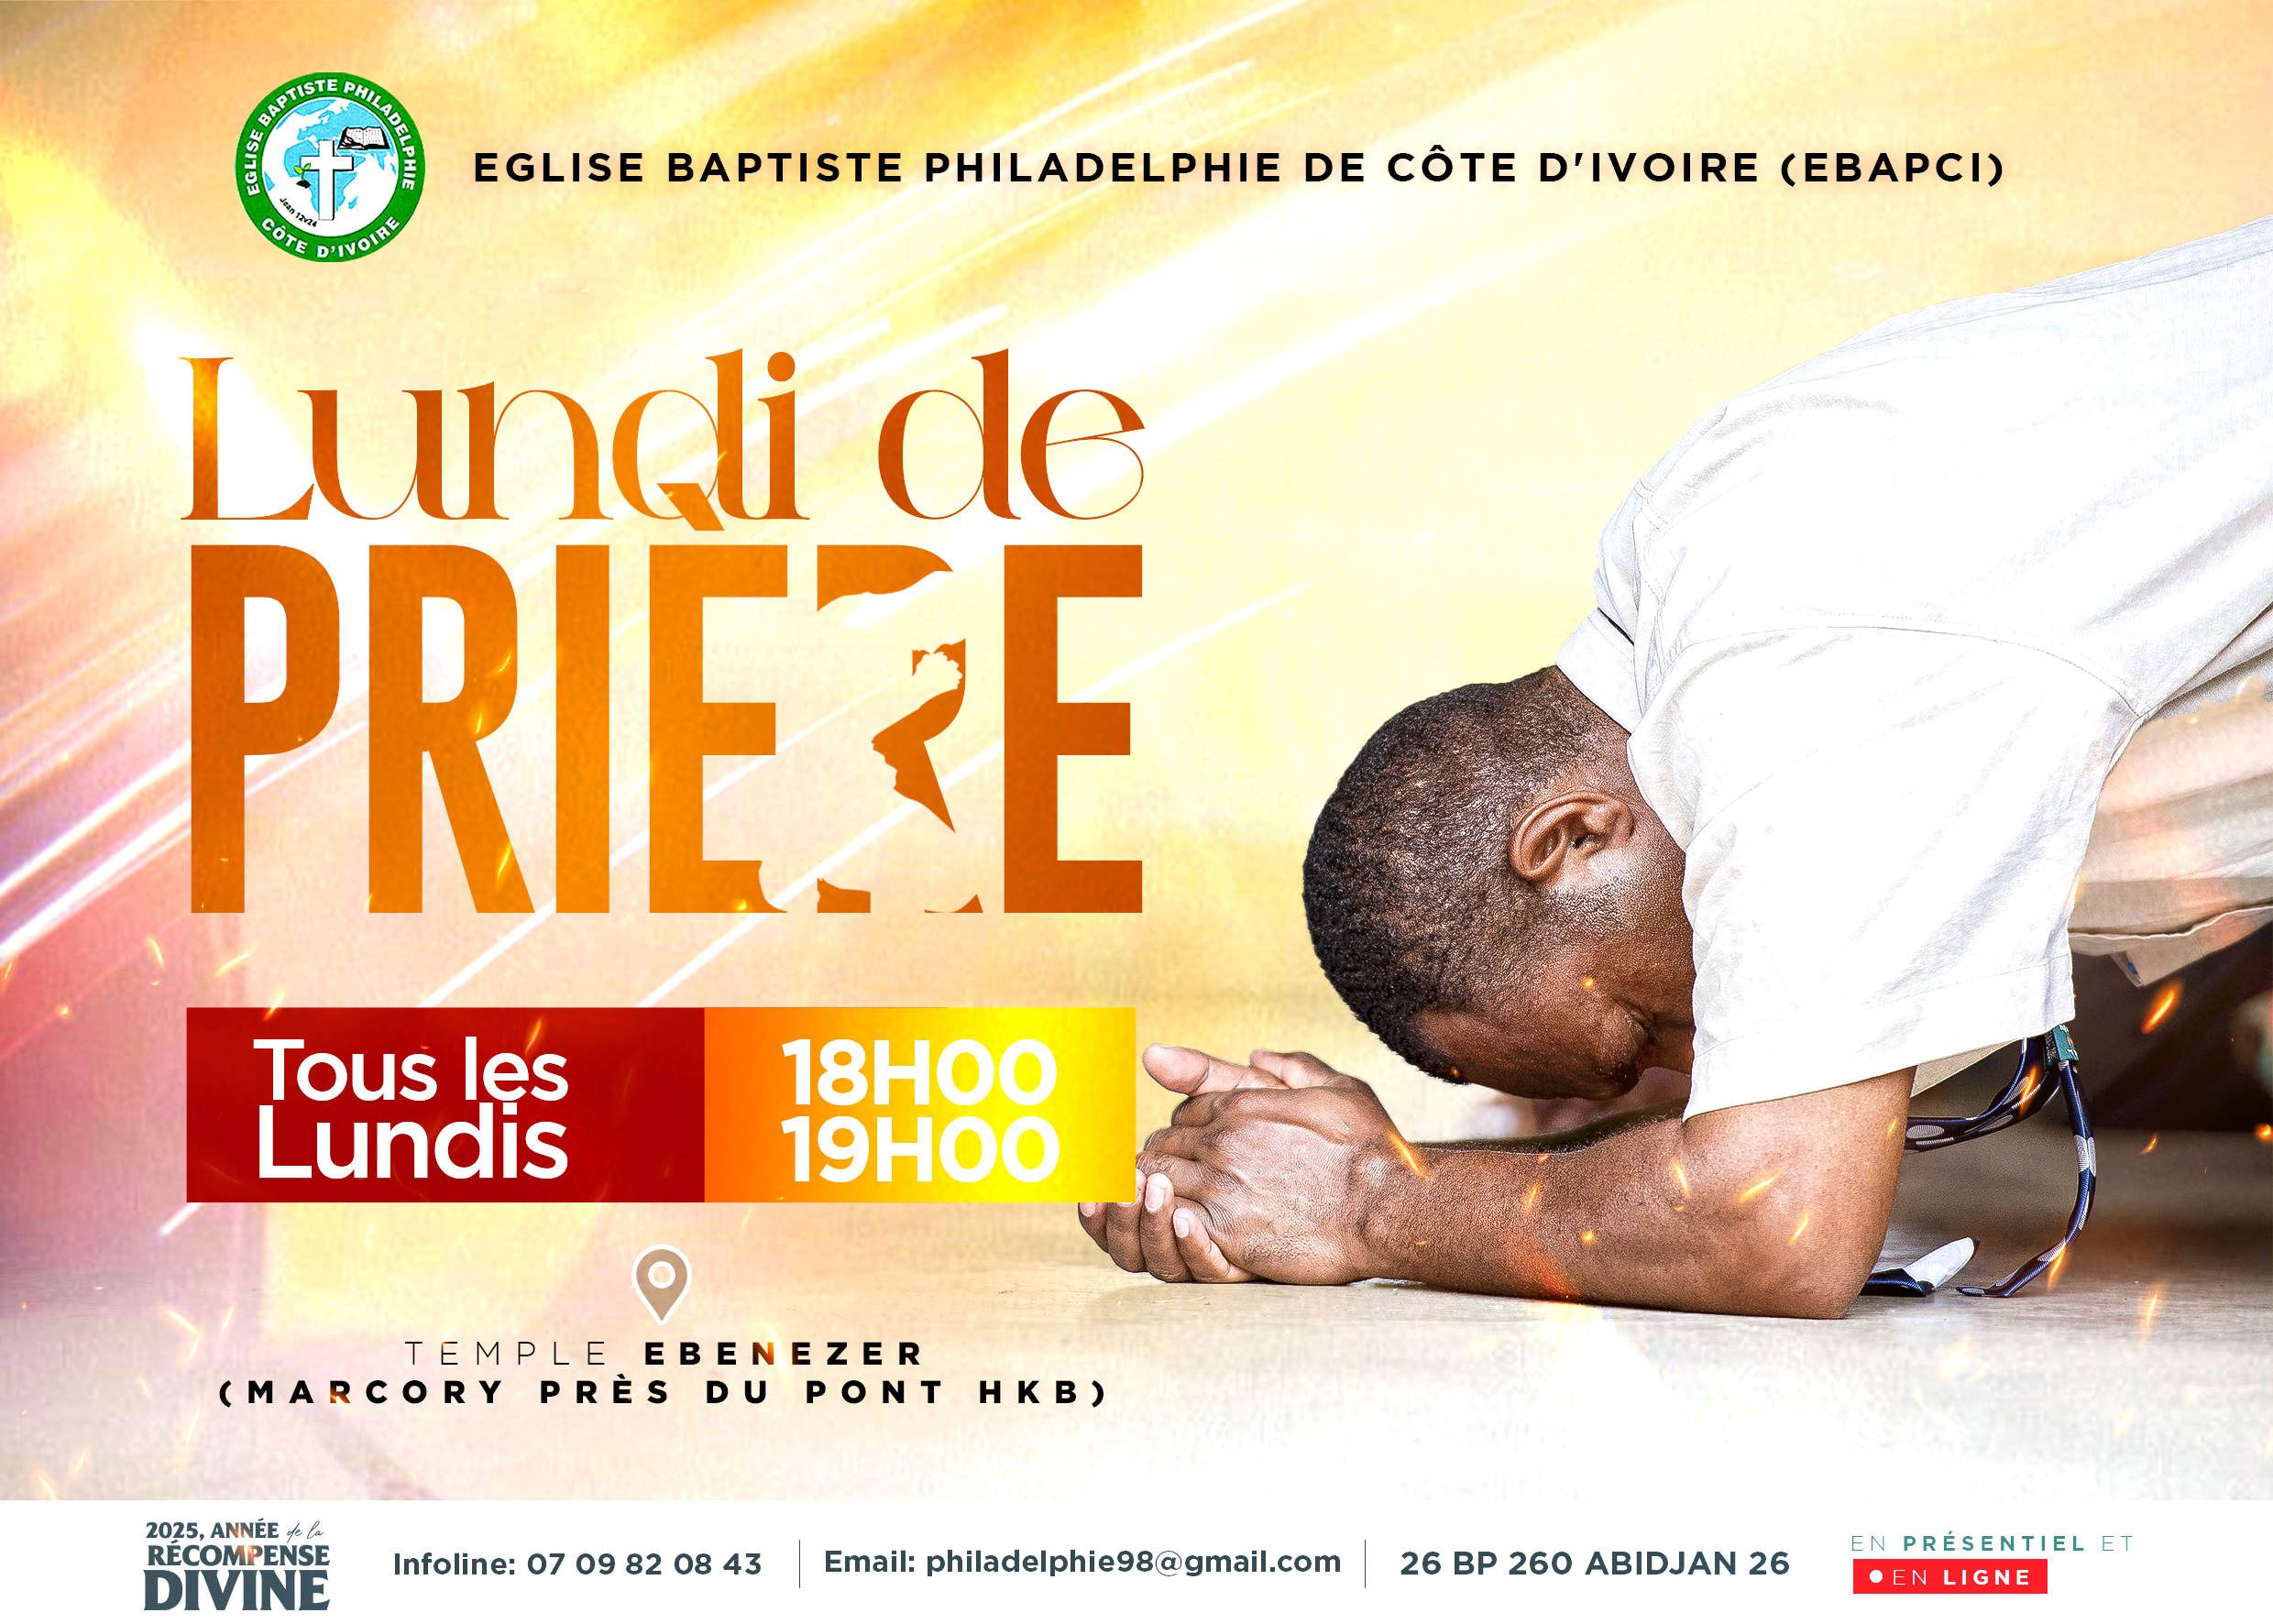 EGLISE BAPTISTE PHILADELPHIE
Jean 12v24
CÔTE D'IVOIRE
EGLISE BAPTISTE PHILADELPHIE DE CÔTE D'IVOIRE (EBAPCI)
Lundi de
PRIÈRE
Tous les
Lundis
18H00
19H00
TEMPLE EBENEZER
(MARCORY PRÈS DU PONT HKB)
2025, ANNÉE de la
RÉCOMPENSE
DIVINE
Infoline: 07 09 82 08 43
Email: philadelphie98@gmail.com
26 BP 260 ABIDJAN 26
EN PRÉSENTIEL ET
EN LIGNE